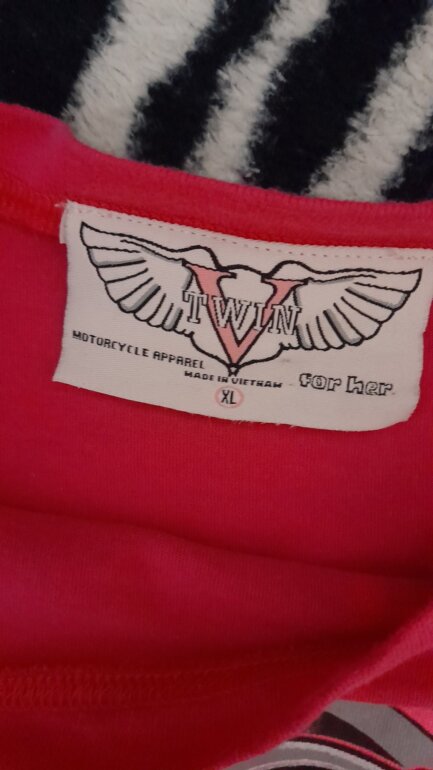 V
TWIN
MOTORCYCLE APPAREL
MADE IN VIETNAM
for her
XL